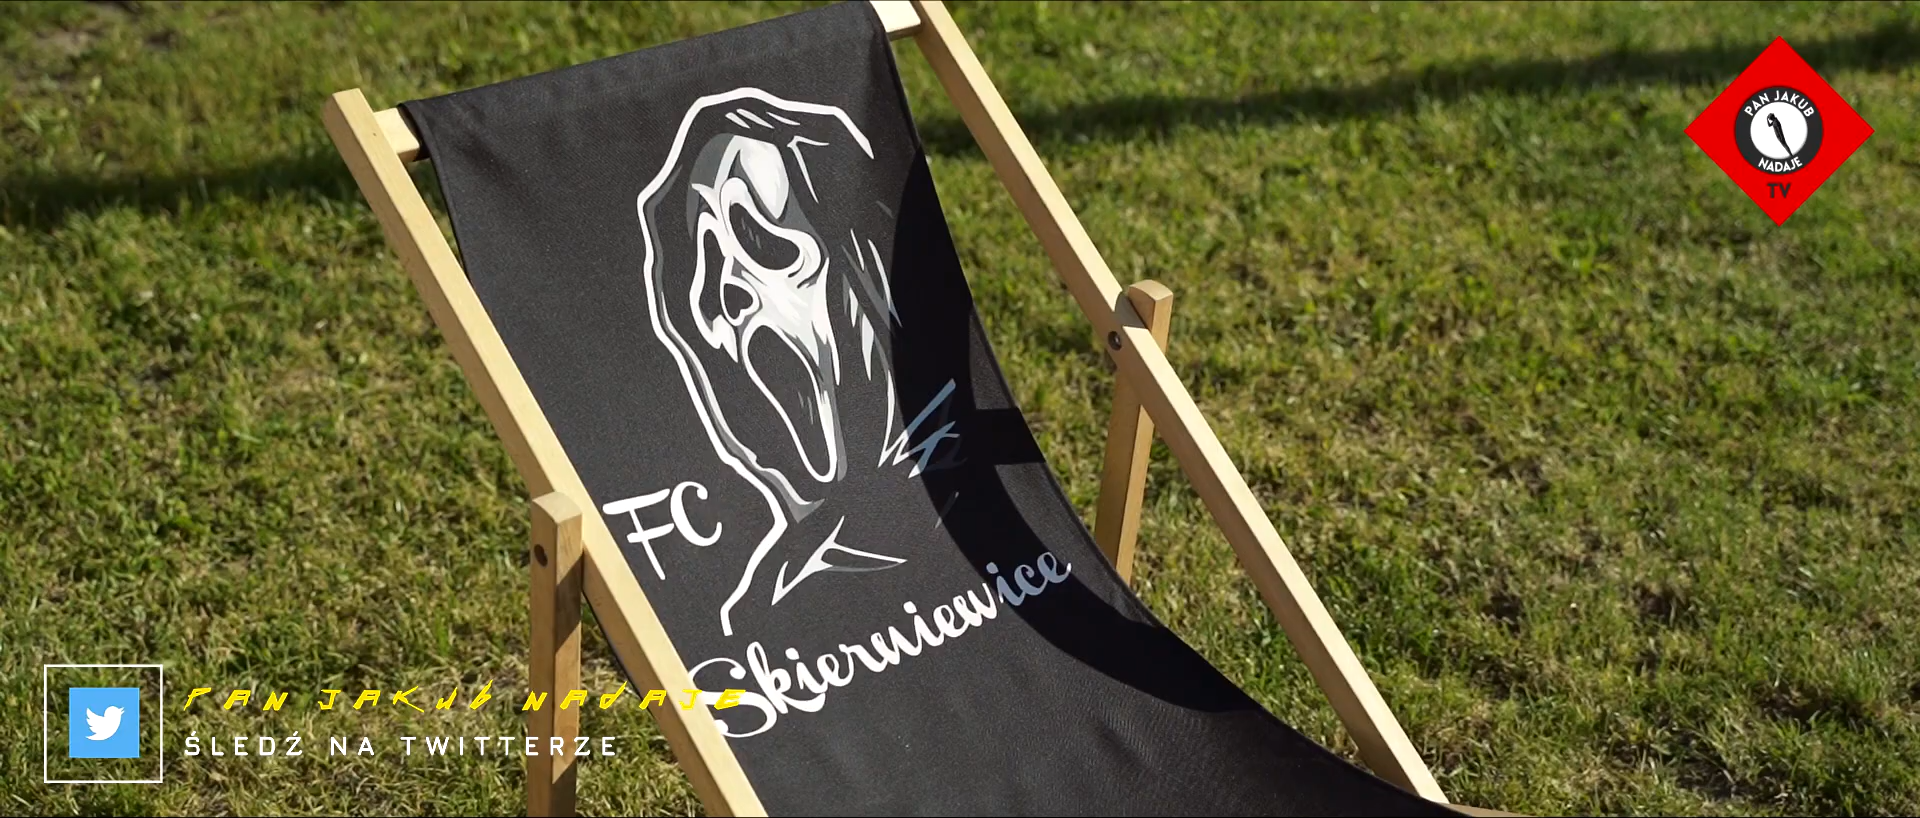 FC
Skierniewice
PAN JAKUB
NADAJE
TV
PAN JAKUB NADAJE
ŚLEDŹ NA TWITTERZE